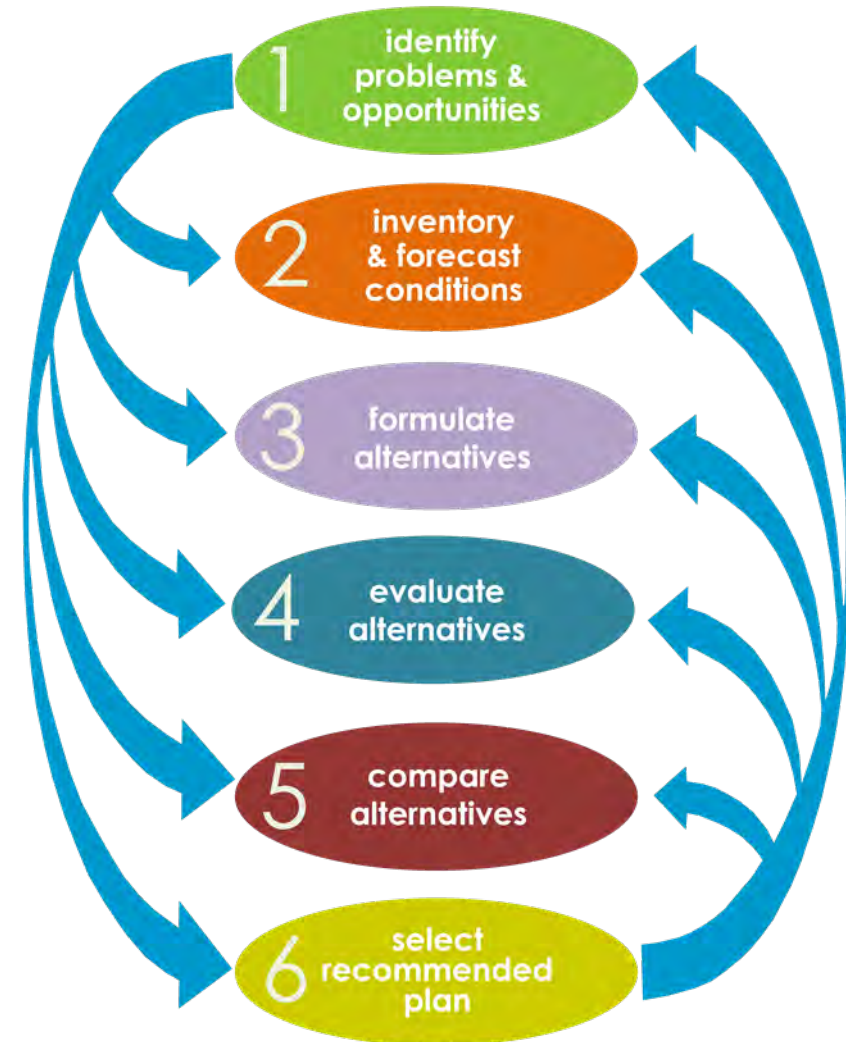 1 identify
problems &
opportunities
2 inventory
& forecast
conditions
3 formulate
alternatives
4 evaluate
alternatives
5 compare
alternatives
6 select
recommended
plan